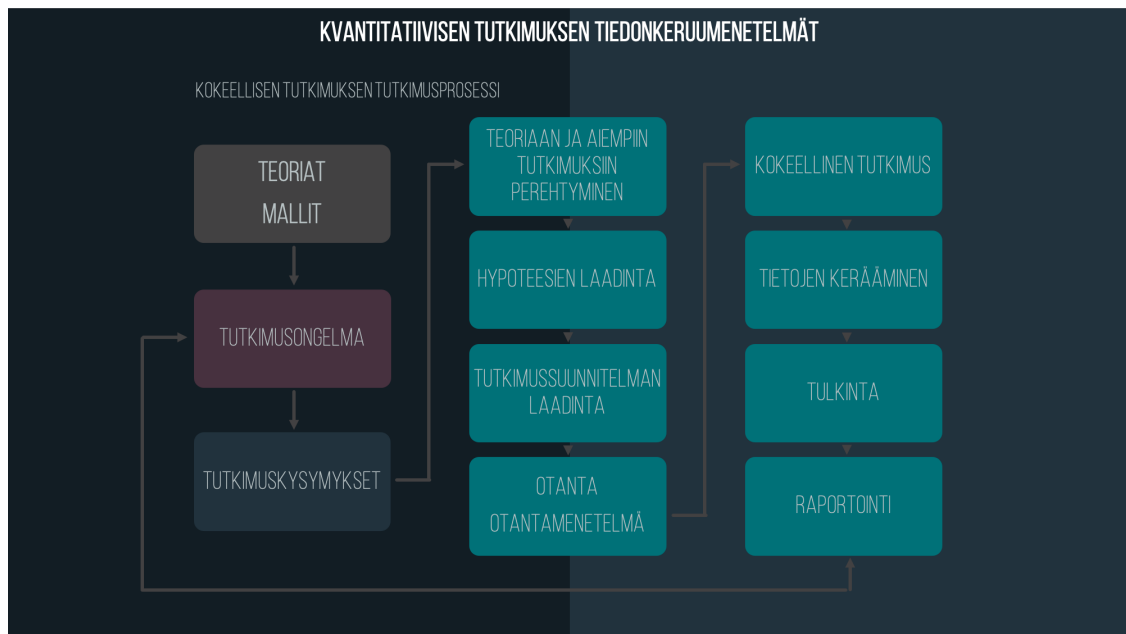 KVANTITATIIVISEN TUTKIMUKSEN TIEDONKERUUMENETELMÄT
KOKEELLISEN TUTKIMUKSEN TUTKIMUSPROSESSI
TEORIAT
MALLIT
TUTKIMUSONGELMA
TUTKIMUSKYSYMYKSET
TEORIAAN JA AIEMPIIN
TUTKIMUKSIIN
PEREHTYMINEN
HYPOTEESIEN LAADINTA
TUTKIMUSSUUNNITELMAN
LAADINTA
OTANTA
OTANTAMENETELMÄ
KOKEELLINEN TUTKIMUS
TIETOJEN KERÄÄMINEN
TULKINTA
RAPORTOINTI